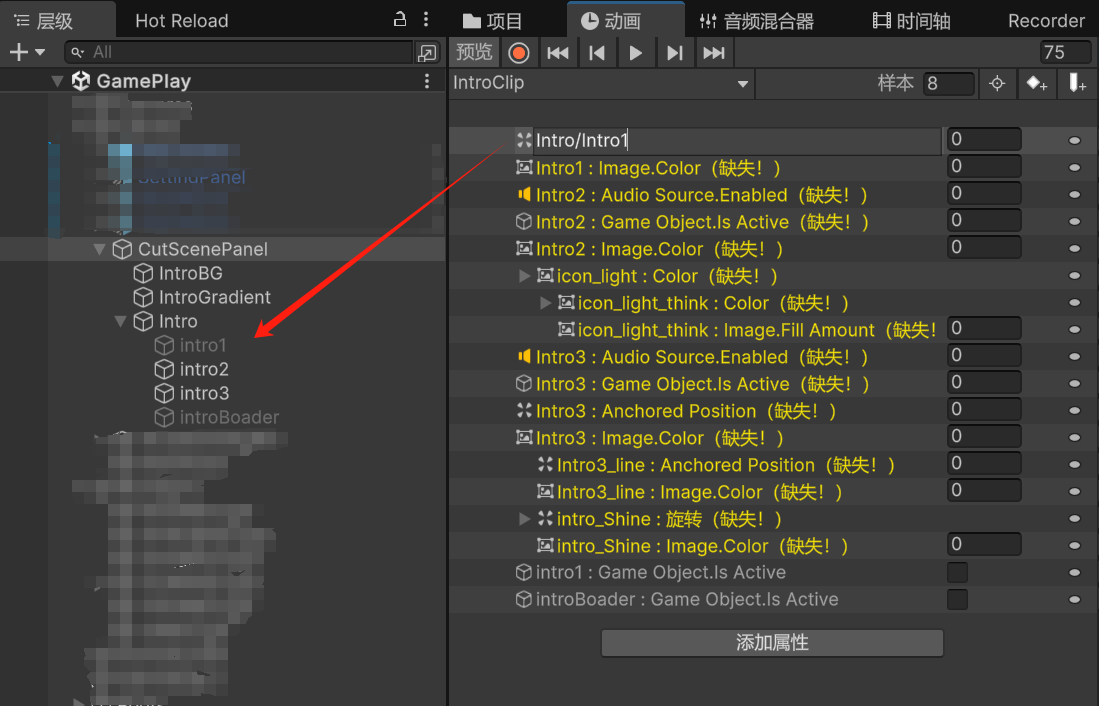 层级
Hot Reload
All
GamePlay
SettingPanel
CutScenePanel
IntroBG
IntroGradient
Intro
intro1
intro2
intro3
introBoader
项目
动画
音频混合器
时间轴
Recorder
预览
75
IntroClip
样本 8
Intro/Intro1 0
Intro1 : Image.Color（缺失！） 0
Intro2 : Audio Source.Enabled（缺失！） 0
Intro2 : Game Object.Is Active（缺失！） 0
Intro2 : Image.Color（缺失！） 0
icon_light : Color（缺失！）
icon_light_think : Color（缺失！）
icon_light_think : Image.Fill Amount（缺失！ 0
Intro3 : Audio Source.Enabled（缺失！） 0
Intro3 : Game Object.Is Active（缺失！） 0
Intro3 : Anchored Position（缺失！） 0
Intro3 : Image.Color（缺失！） 0
Intro3_line : Anchored Position（缺失！） 0
Intro3_line : Image.Color（缺失！） 0
intro_Shine : 旋转（缺失！）
intro_Shine : Image.Color（缺失！） 0
intro1 : Game Object.Is Active
introBoader : Game Object.Is Active
添加属性